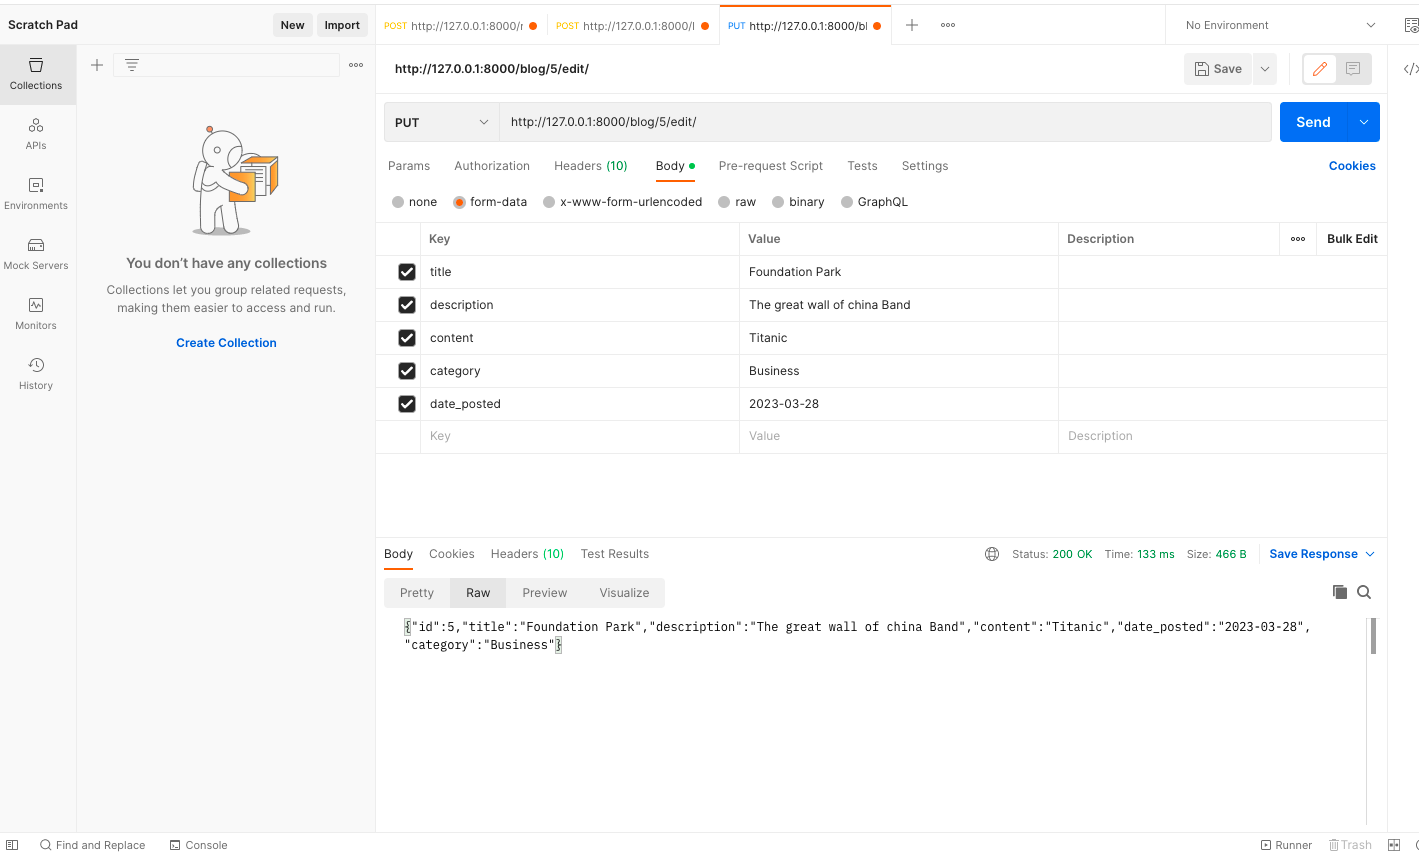 Scratch Pad New Import
POST http://127.0.0.1:8000/r POST http://127.0.0.1:8000/l PUT http://127.0.0.1:8000/bl No Environment
Collections
APIs
Environments
Mock Servers
Monitors
History
You don't have any collections
Collections let you group related requests,
making them easier to access and run.
Create Collection
http://127.0.0.1:8000/blog/5/edit/ Save
PUT http://127.0.0.1:8000/blog/5/edit/ Send
Params Authorization Headers (10) Body Pre-request Script Tests Settings Cookies
none form-data x-www-form-urlencoded raw binary GraphQL
Key Value Description Bulk Edit
title Foundation Park
description The great wall of china Band
content Titanic
category Business
date_posted 2023-03-28
Key Value Description
Body Cookies Headers (10) Test Results Status: 200 OK Time: 133 ms Size: 466 B Save Response
Pretty Raw Preview Visualize
{"id":5,"title":"Foundation Park","description":"The great wall of china Band","content":"Titanic","date_posted":"2023-03-28",
"category":"Business"}
Find and Replace Console Runner Trash